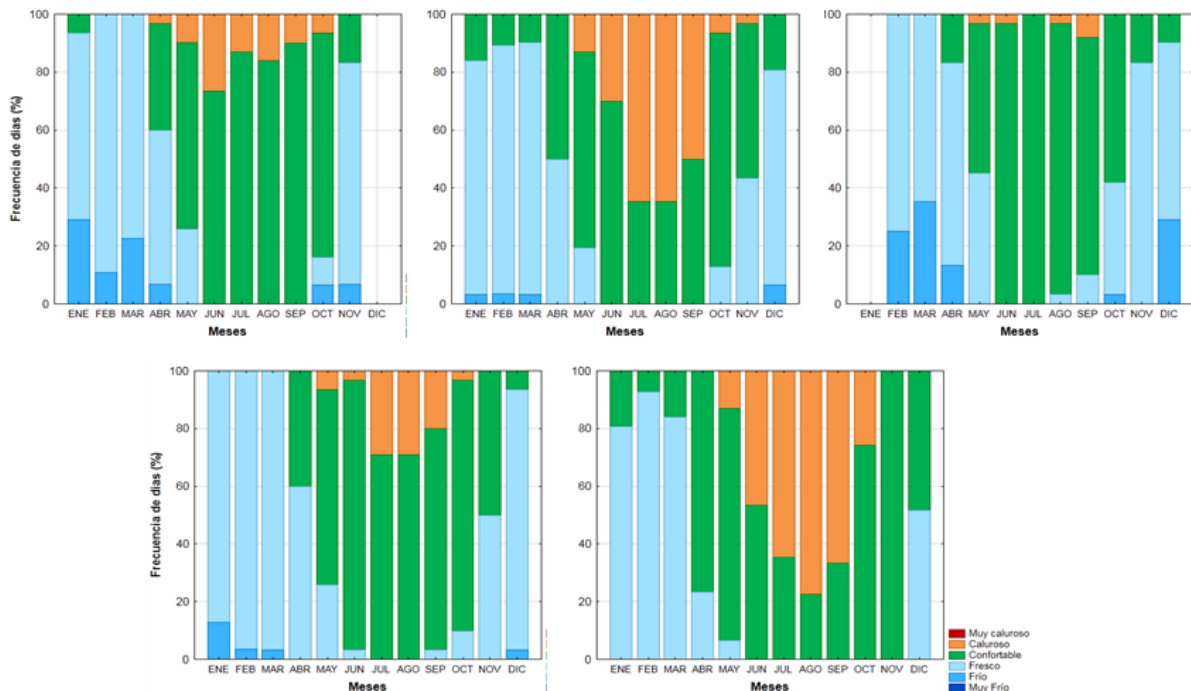 100
80
60
40
20
0
Frecuencia de días (%)
ENE FEB MAR ABR MAY JUN JUL AGO SEP OCT NOV DIC
Meses
100
80
60
40
20
0
ENE FEB MAR ABR MAY JUN JUL AGO SEP OCT NOV DIC
Meses
100
80
60
40
20
0
ENE FEB MAR ABR MAY JUN JUL AGO SEP OCT NOV DIC
Meses
100
80
60
40
20
0
Frecuencia de días (%)
ENE FEB MAR ABR MAY JUN JUL AGO SEP OCT NOV DIC
Meses
100
80
60
40
20
0
ENE FEB MAR ABR MAY JUN JUL AGO SEP OCT NOV DIC
Meses
Muy caluroso
Caluroso
Confortable
Fresco
Frío
Muy Frío